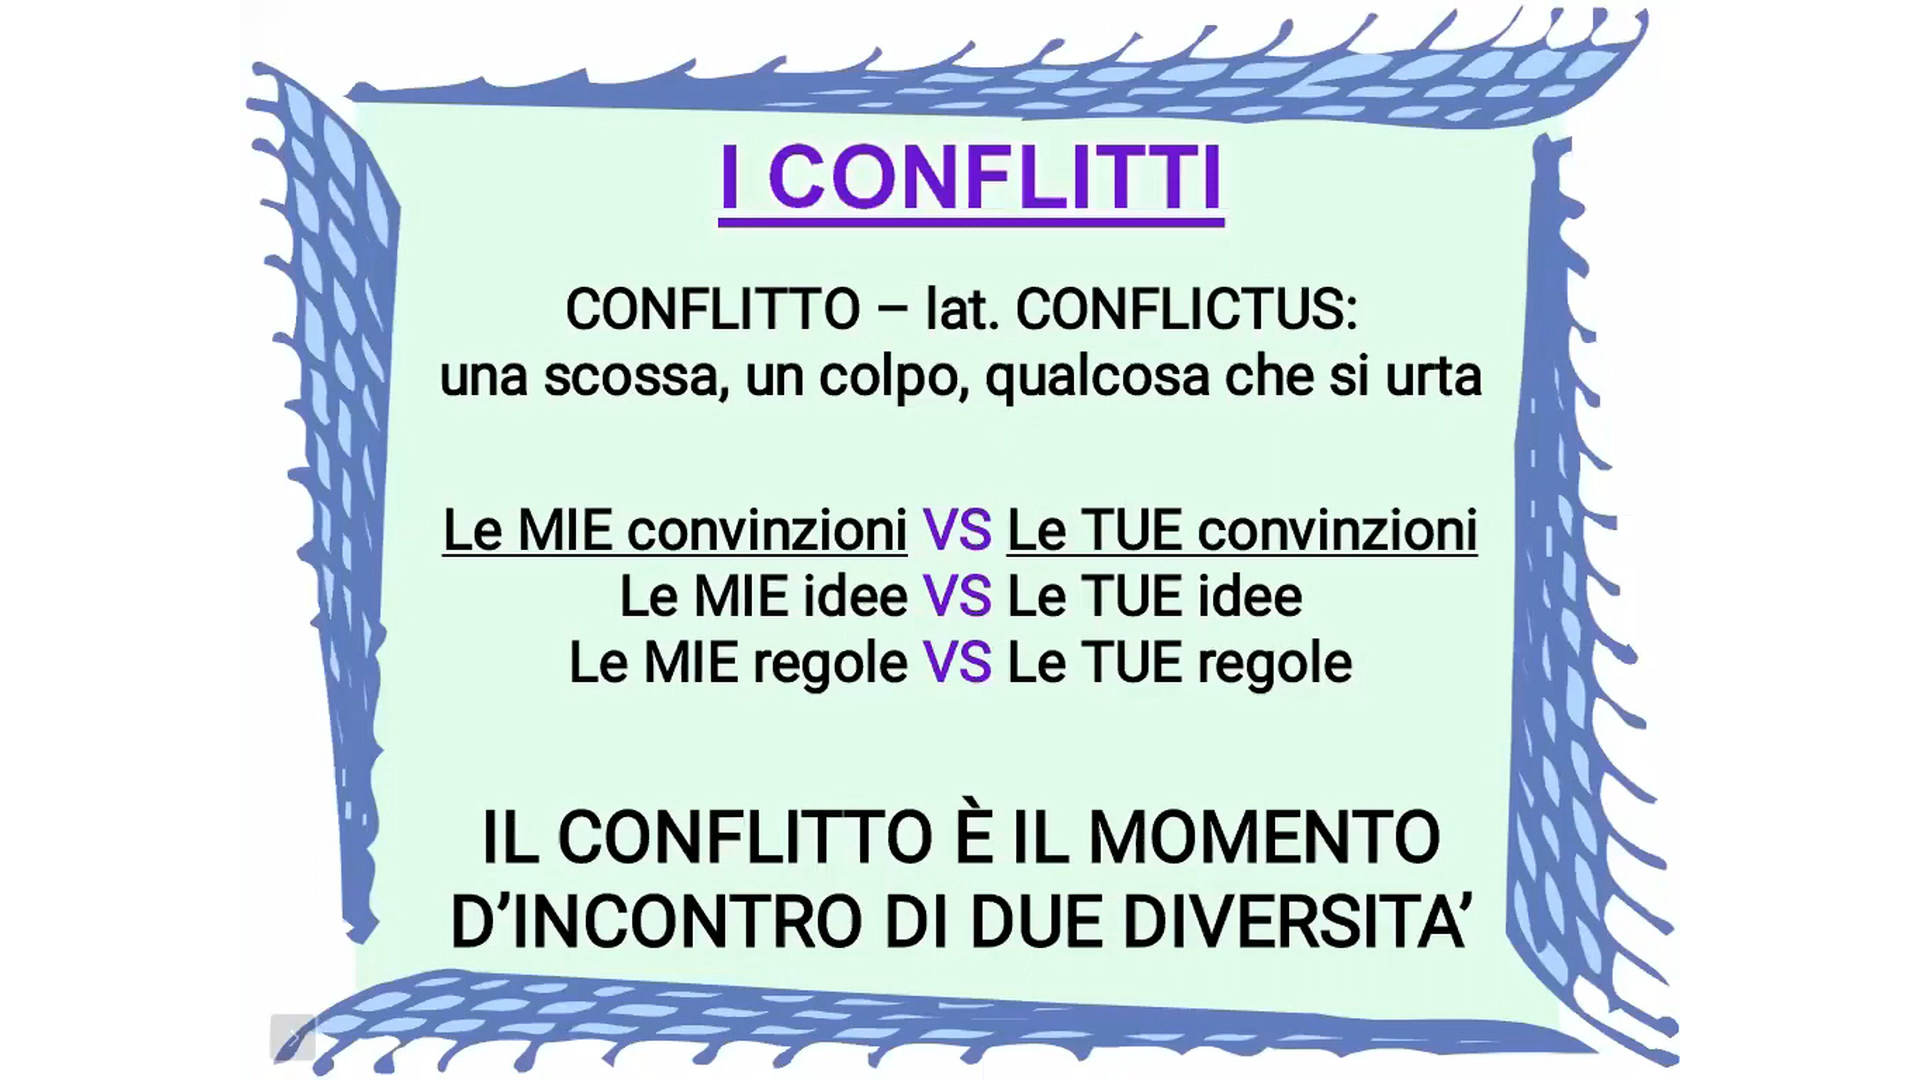 I CONFLITTI
CONFLITTO – lat. CONFLICTUS:
una scossa, un colpo, qualcosa che si urta
Le MIE convinzioni VS Le TUE convinzioni
Le MIE idee VS Le TUE idee
Le MIE regole VS Le TUE regole
IL CONFLITTO È IL MOMENTO
D’INCONTRO DI DUE DIVERSITA’